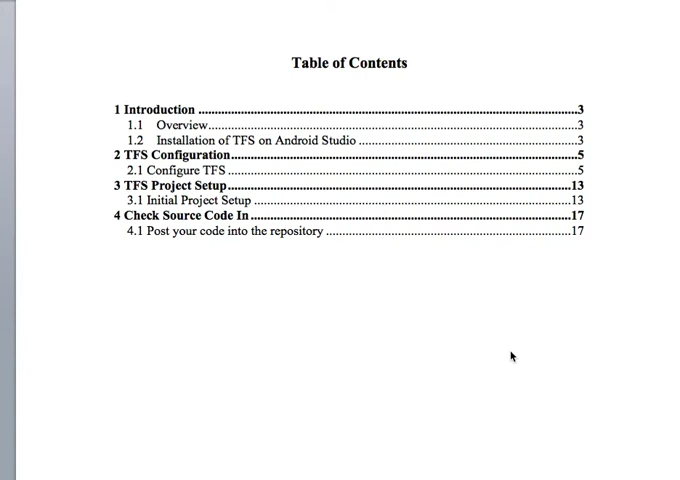 Table of Contents
1 Introduction ........................................................................................................................3
1.1 Overview........................................................................................................................3
1.2 Installation of TFS on Android Studio ........................................................................3
2 TFS Configuration..............................................................................................................5
2.1 Configure TFS ..............................................................................................................5
3 TFS Project Setup..............................................................................................................13
3.1 Initial Project Setup ......................................................................................................13
4 Check Source Code In........................................................................................................17
4.1 Post your code into the repository ................................................................................17